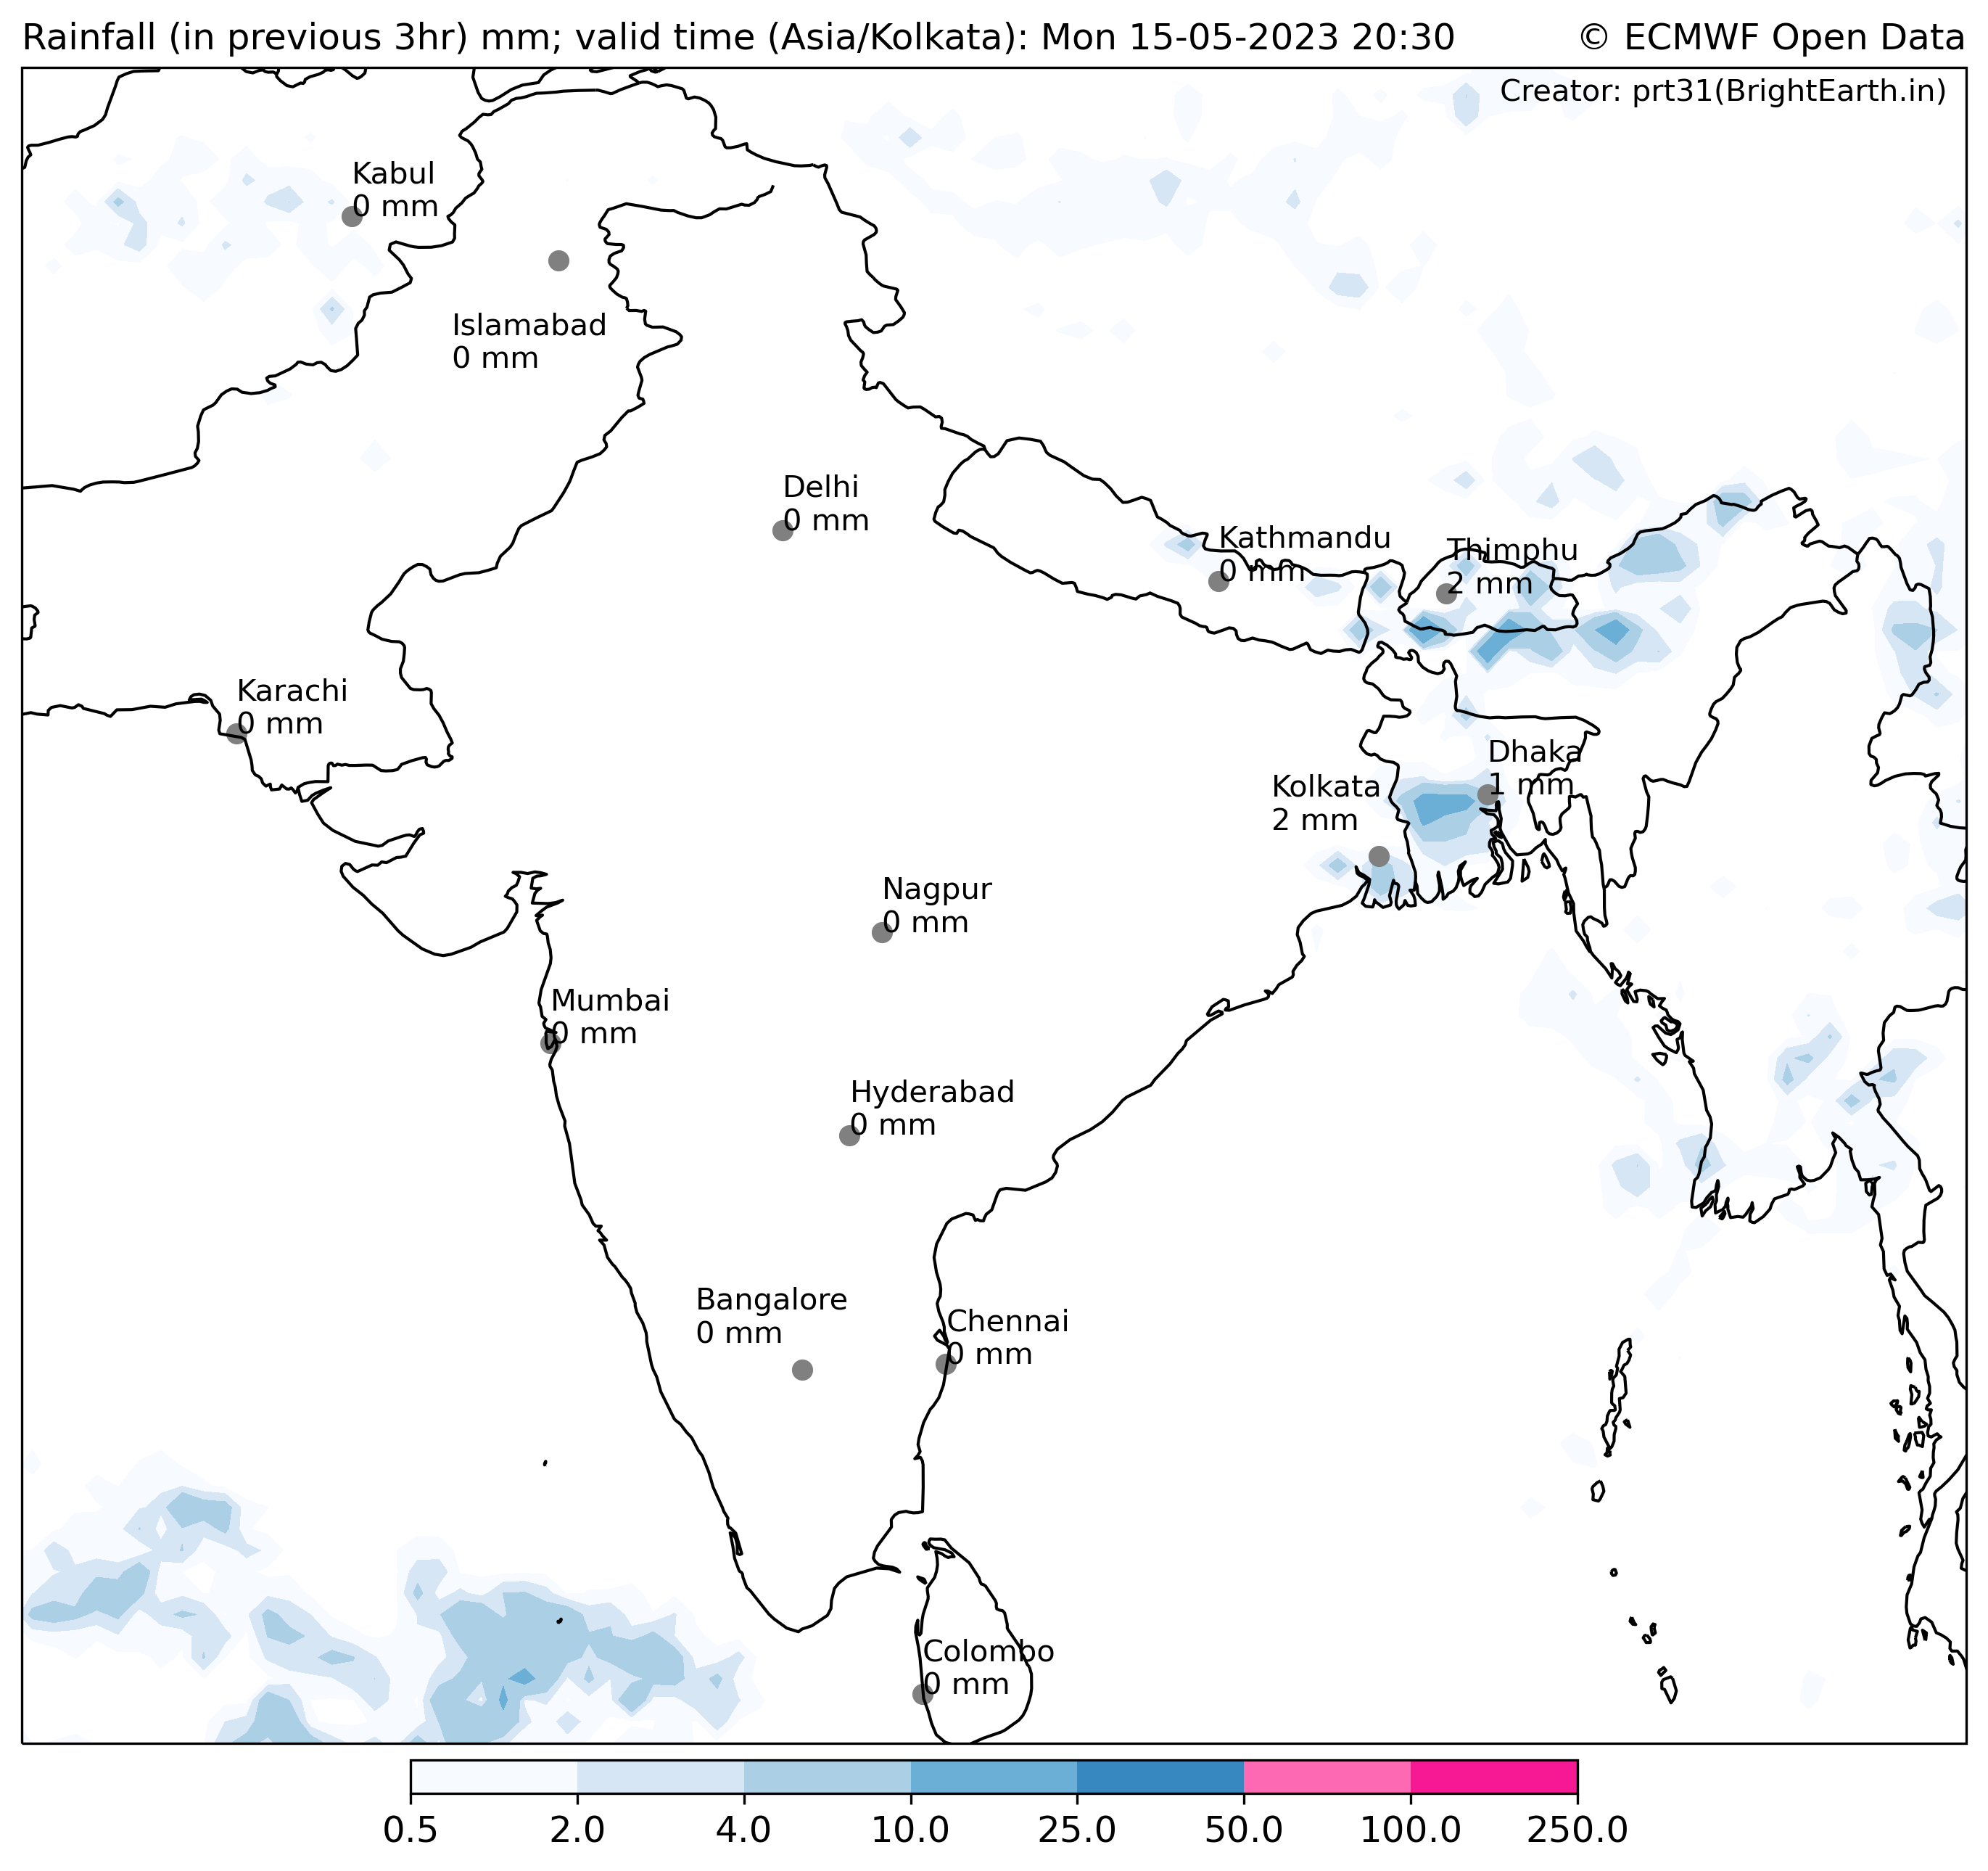 Rainfall (in previous 3hr) mm; valid time (Asia/Kolkata): Mon 15-05-2023 20:30
© ECMWF Open Data
Creator: prt31(BrightEarth.in)
Kabul
0 mm
Islamabad
0 mm
Delhi
0 mm
Kathmandu
0 mm
Thimphu
2 mm
Karachi
0 mm
Dhaka
1 mm
Kolkata
2 mm
Nagpur
0 mm
Mumbai
0 mm
Hyderabad
0 mm
Bangalore
0 mm
Chennai
0 mm
Colombo
0 mm
0.5 2.0 4.0 10.0 25.0 50.0 100.0 250.0